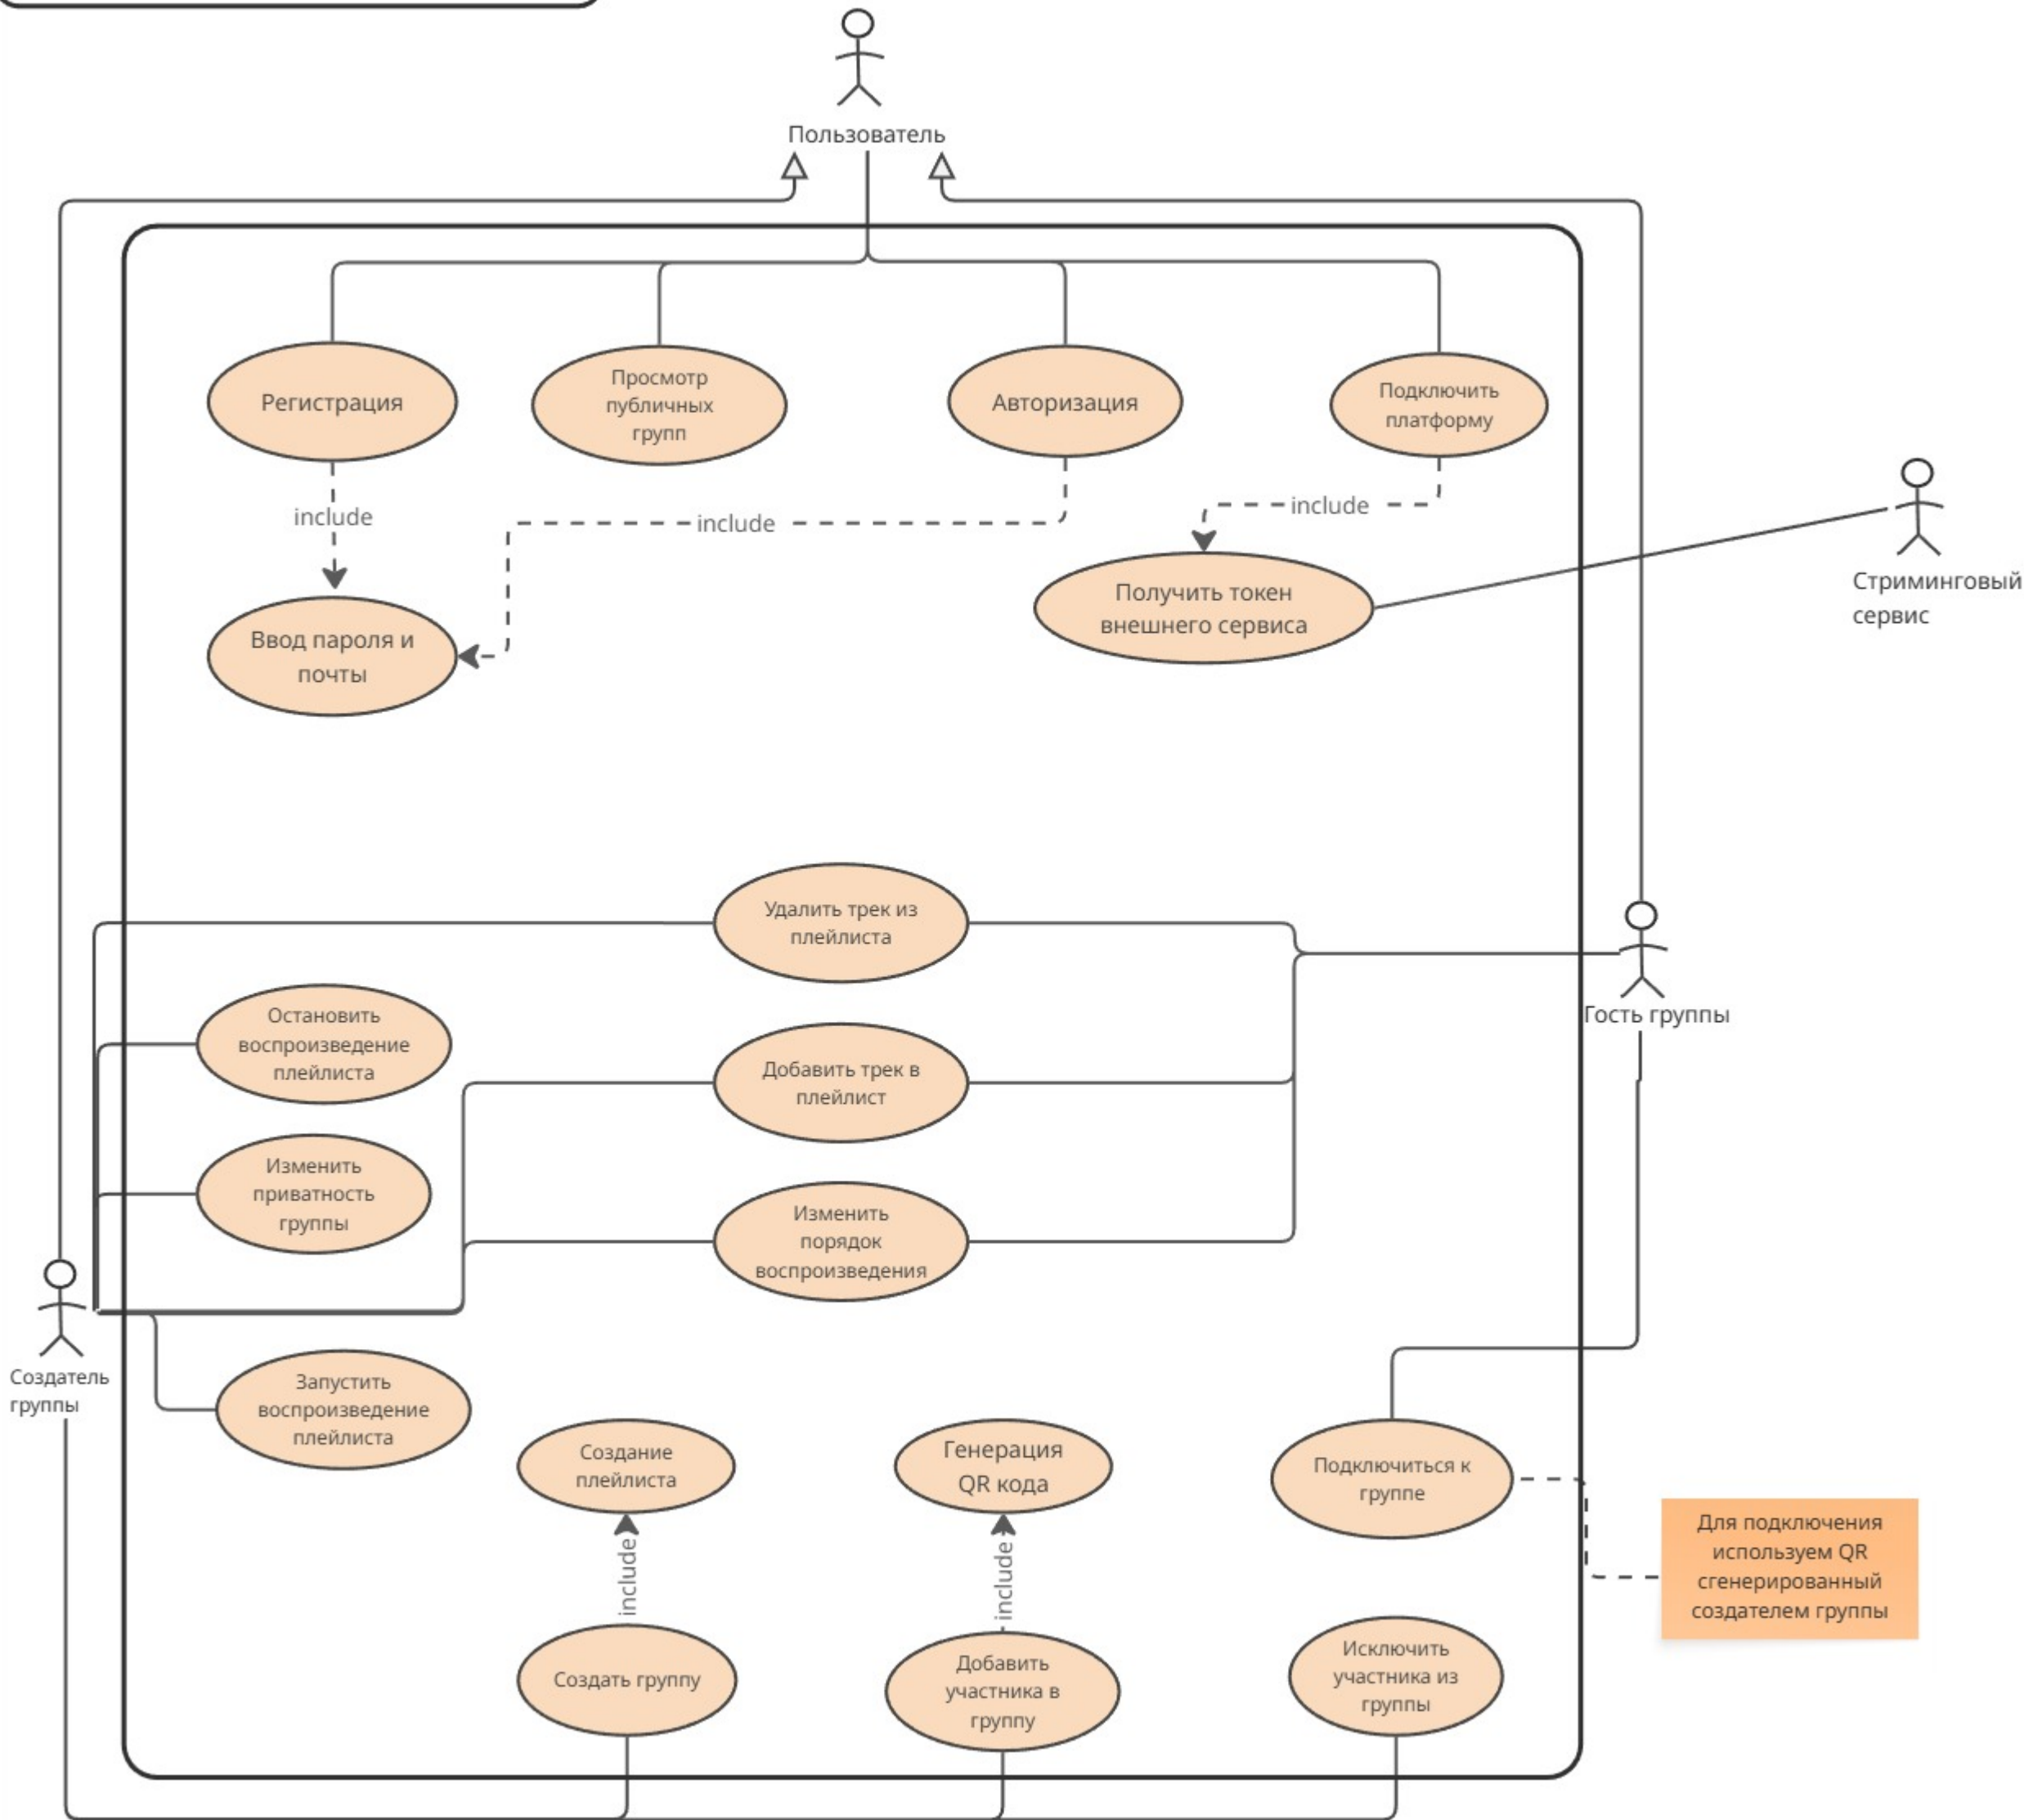 Пользователь
Регистрация
Просмотр
публичных
групп
Авторизация
Подключить
платформу
include
include
include
Стриминговый
сервис
Получить токен
внешнего сервиса
Ввод пароля и
почты
Удалить трек из
плейлиста
Остановить
воспроизведение
плейлиста
Гость группы
Добавить трек в
плейлист
Изменить
приватность
группы
Изменить
порядок
воспроизведения
Создатель
группы
Запустить
воспроизведение
плейлиста
Создание
плейлиста
Генерация
QR кода
Подключиться к
группе
Для подключения
используем QR
сгенерированный
создателем группы
include
include
Создать группу
Добавить
участника в
группу
Исключить
участника из
группы